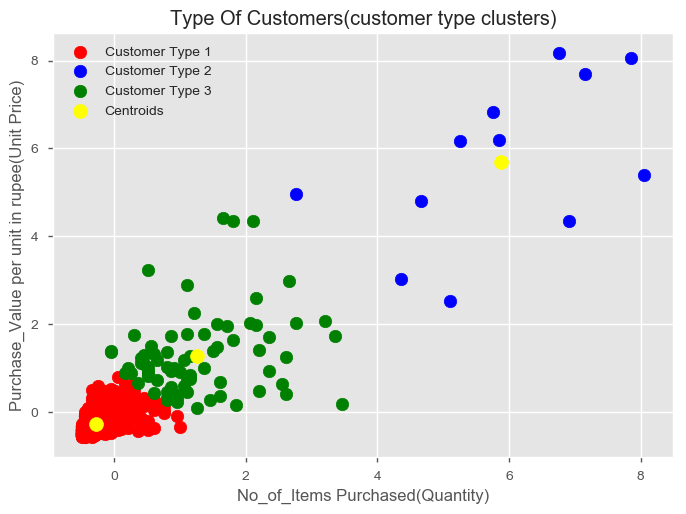 Type Of Customers(customer type clusters)
Customer Type 1
Customer Type 2
Customer Type 3
Centroids
Purchase_Value per unit in rupee(Unit Price)
8
6
4
2
0
0 2 4 6 8
No_of_Items Purchased(Quantity)